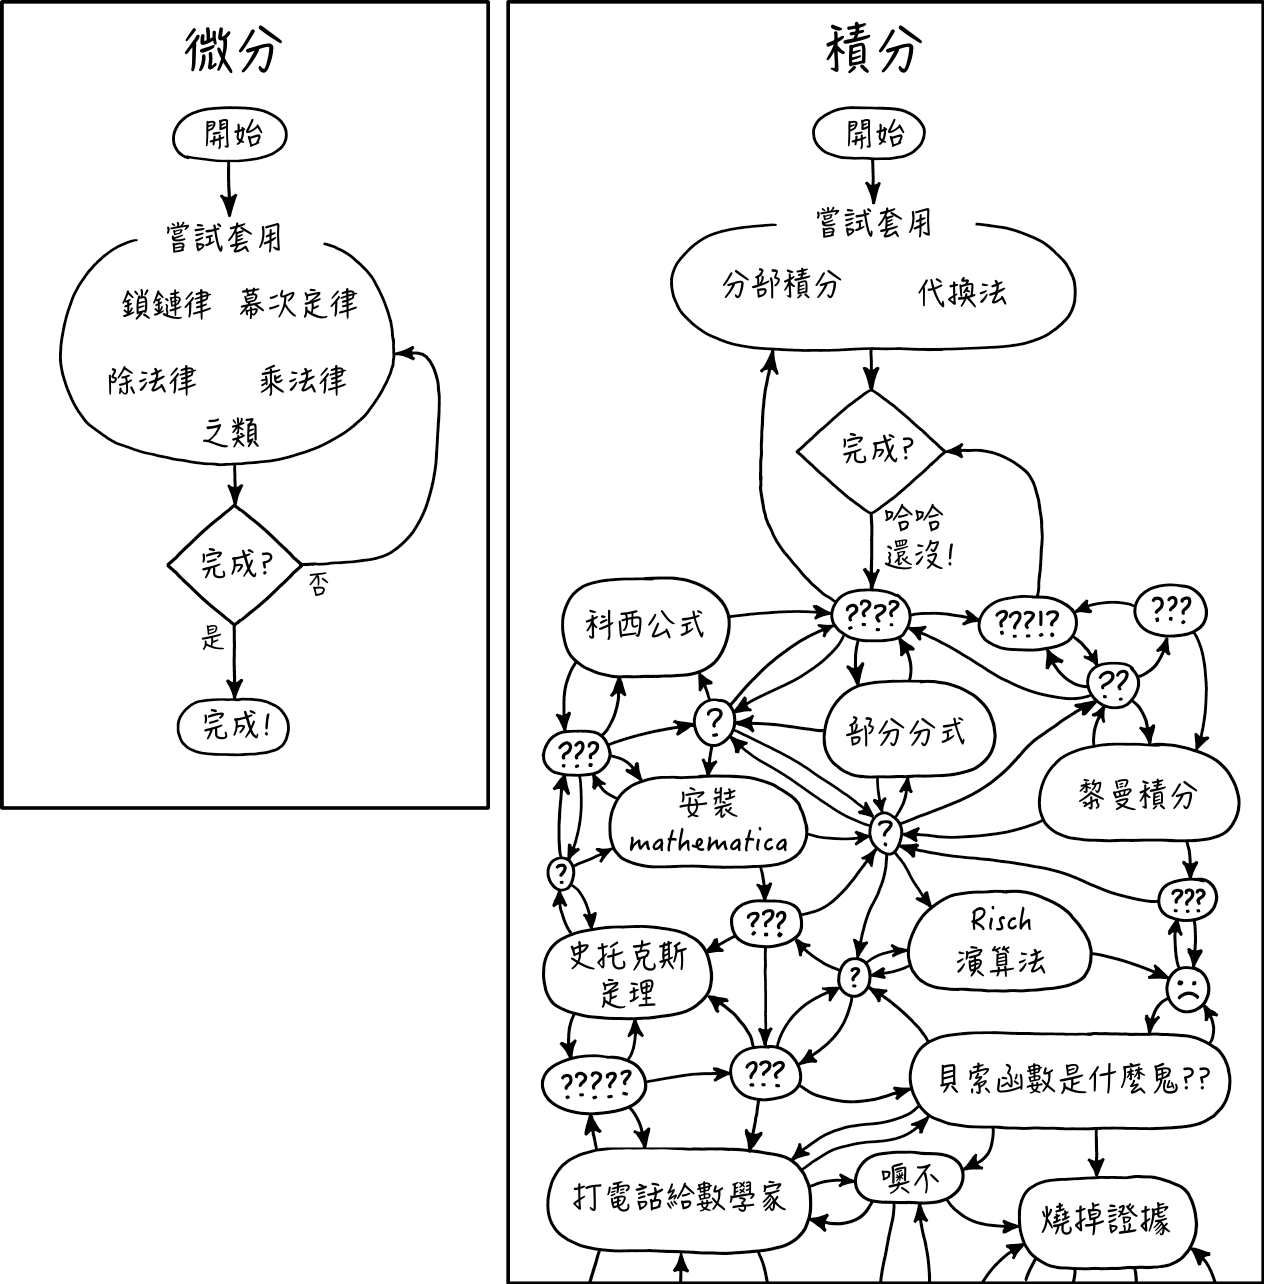 微分
開始
嘗試套用
鎖鏈律 冪次定律
除法律 乘法律
之類
完成?
否
是
完成!
積分
開始
嘗試套用
分部積分 代換法
完成?
哈哈
還沒!
科西公式
????
???!?
???
??
?
部分分式
???
安裝
mathematica
黎曼積分
?
?
???
???
Risch
演算法
史托克斯
定理
?
?????
???
貝索函數是什麼鬼??
打電話給數學家
噢不
燒掉證據